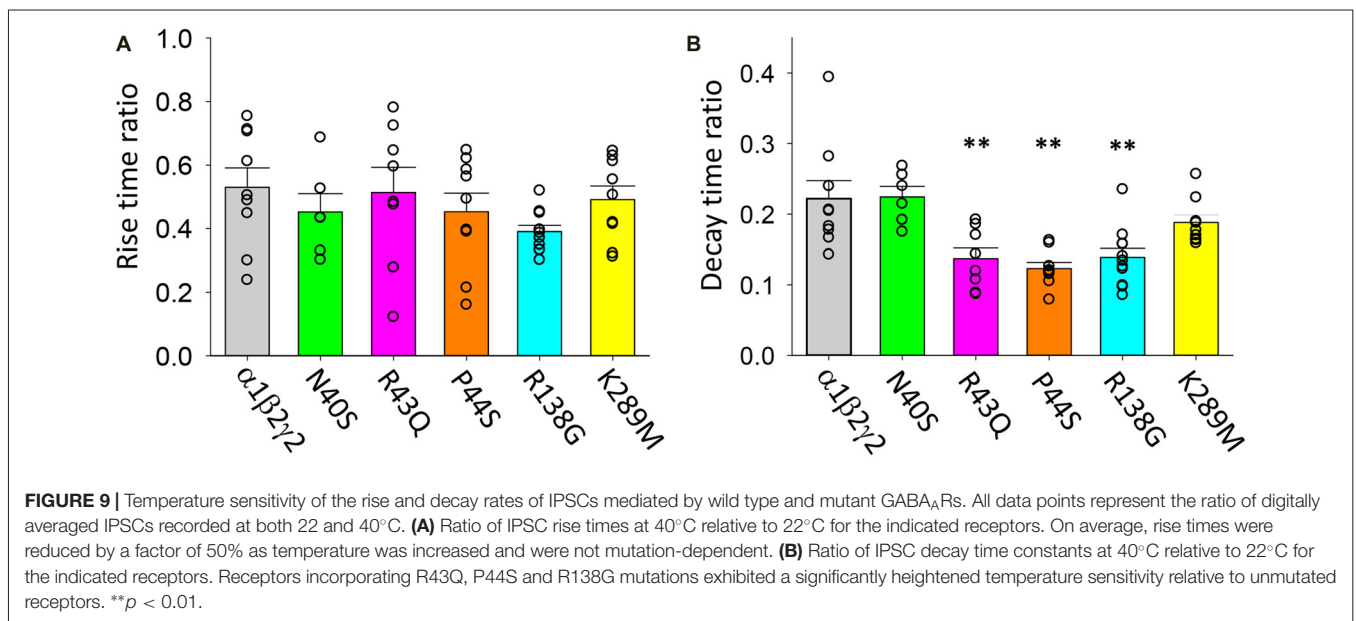 A
B
Rise time ratio
1.0
0.8
0.6
0.4
0.2
0.0
α1β2γ2
N40S
R43Q
P44S
R138G
K289M
Decay time ratio
0.4
0.3
0.2
0.1
0.0
**
**
**
α1β2γ2
N40S
R43Q
P44S
R138G
K289M
FIGURE 9 | Temperature sensitivity of the rise and decay rates of IPSCs mediated by wild type and mutant GABA_ARs. All data points represent the ratio of digitally
averaged IPSCs recorded at both 22 and 40°C. (A) Ratio of IPSC rise times at 40°C relative to 22°C for the indicated receptors. On average, rise times were
reduced by a factor of 50% as temperature was increased and were not mutation-dependent. (B) Ratio of IPSC decay time constants at 40°C relative to 22°C for
the indicated receptors. Receptors incorporating R43Q, P44S and R138G mutations exhibited a significantly heightened temperature sensitivity relative to unmutated
receptors. **p < 0.01.